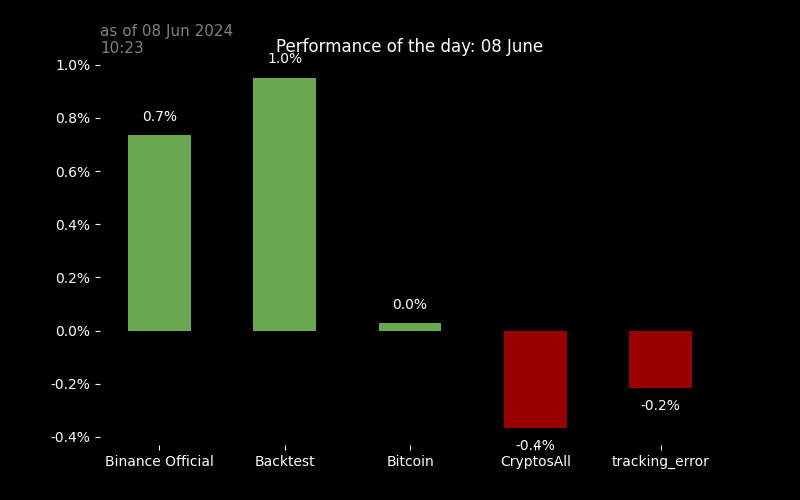 as of 08 Jun 2024
10:23
Performance of the day: 08 June
1.0%
0.8%
0.6%
0.4%
0.2%
0.0%
-0.2%
-0.4%
0.7%
1.0%
0.0%
-0.4%
-0.2%
Binance Official
Backtest
Bitcoin
CryptosAll
tracking_error